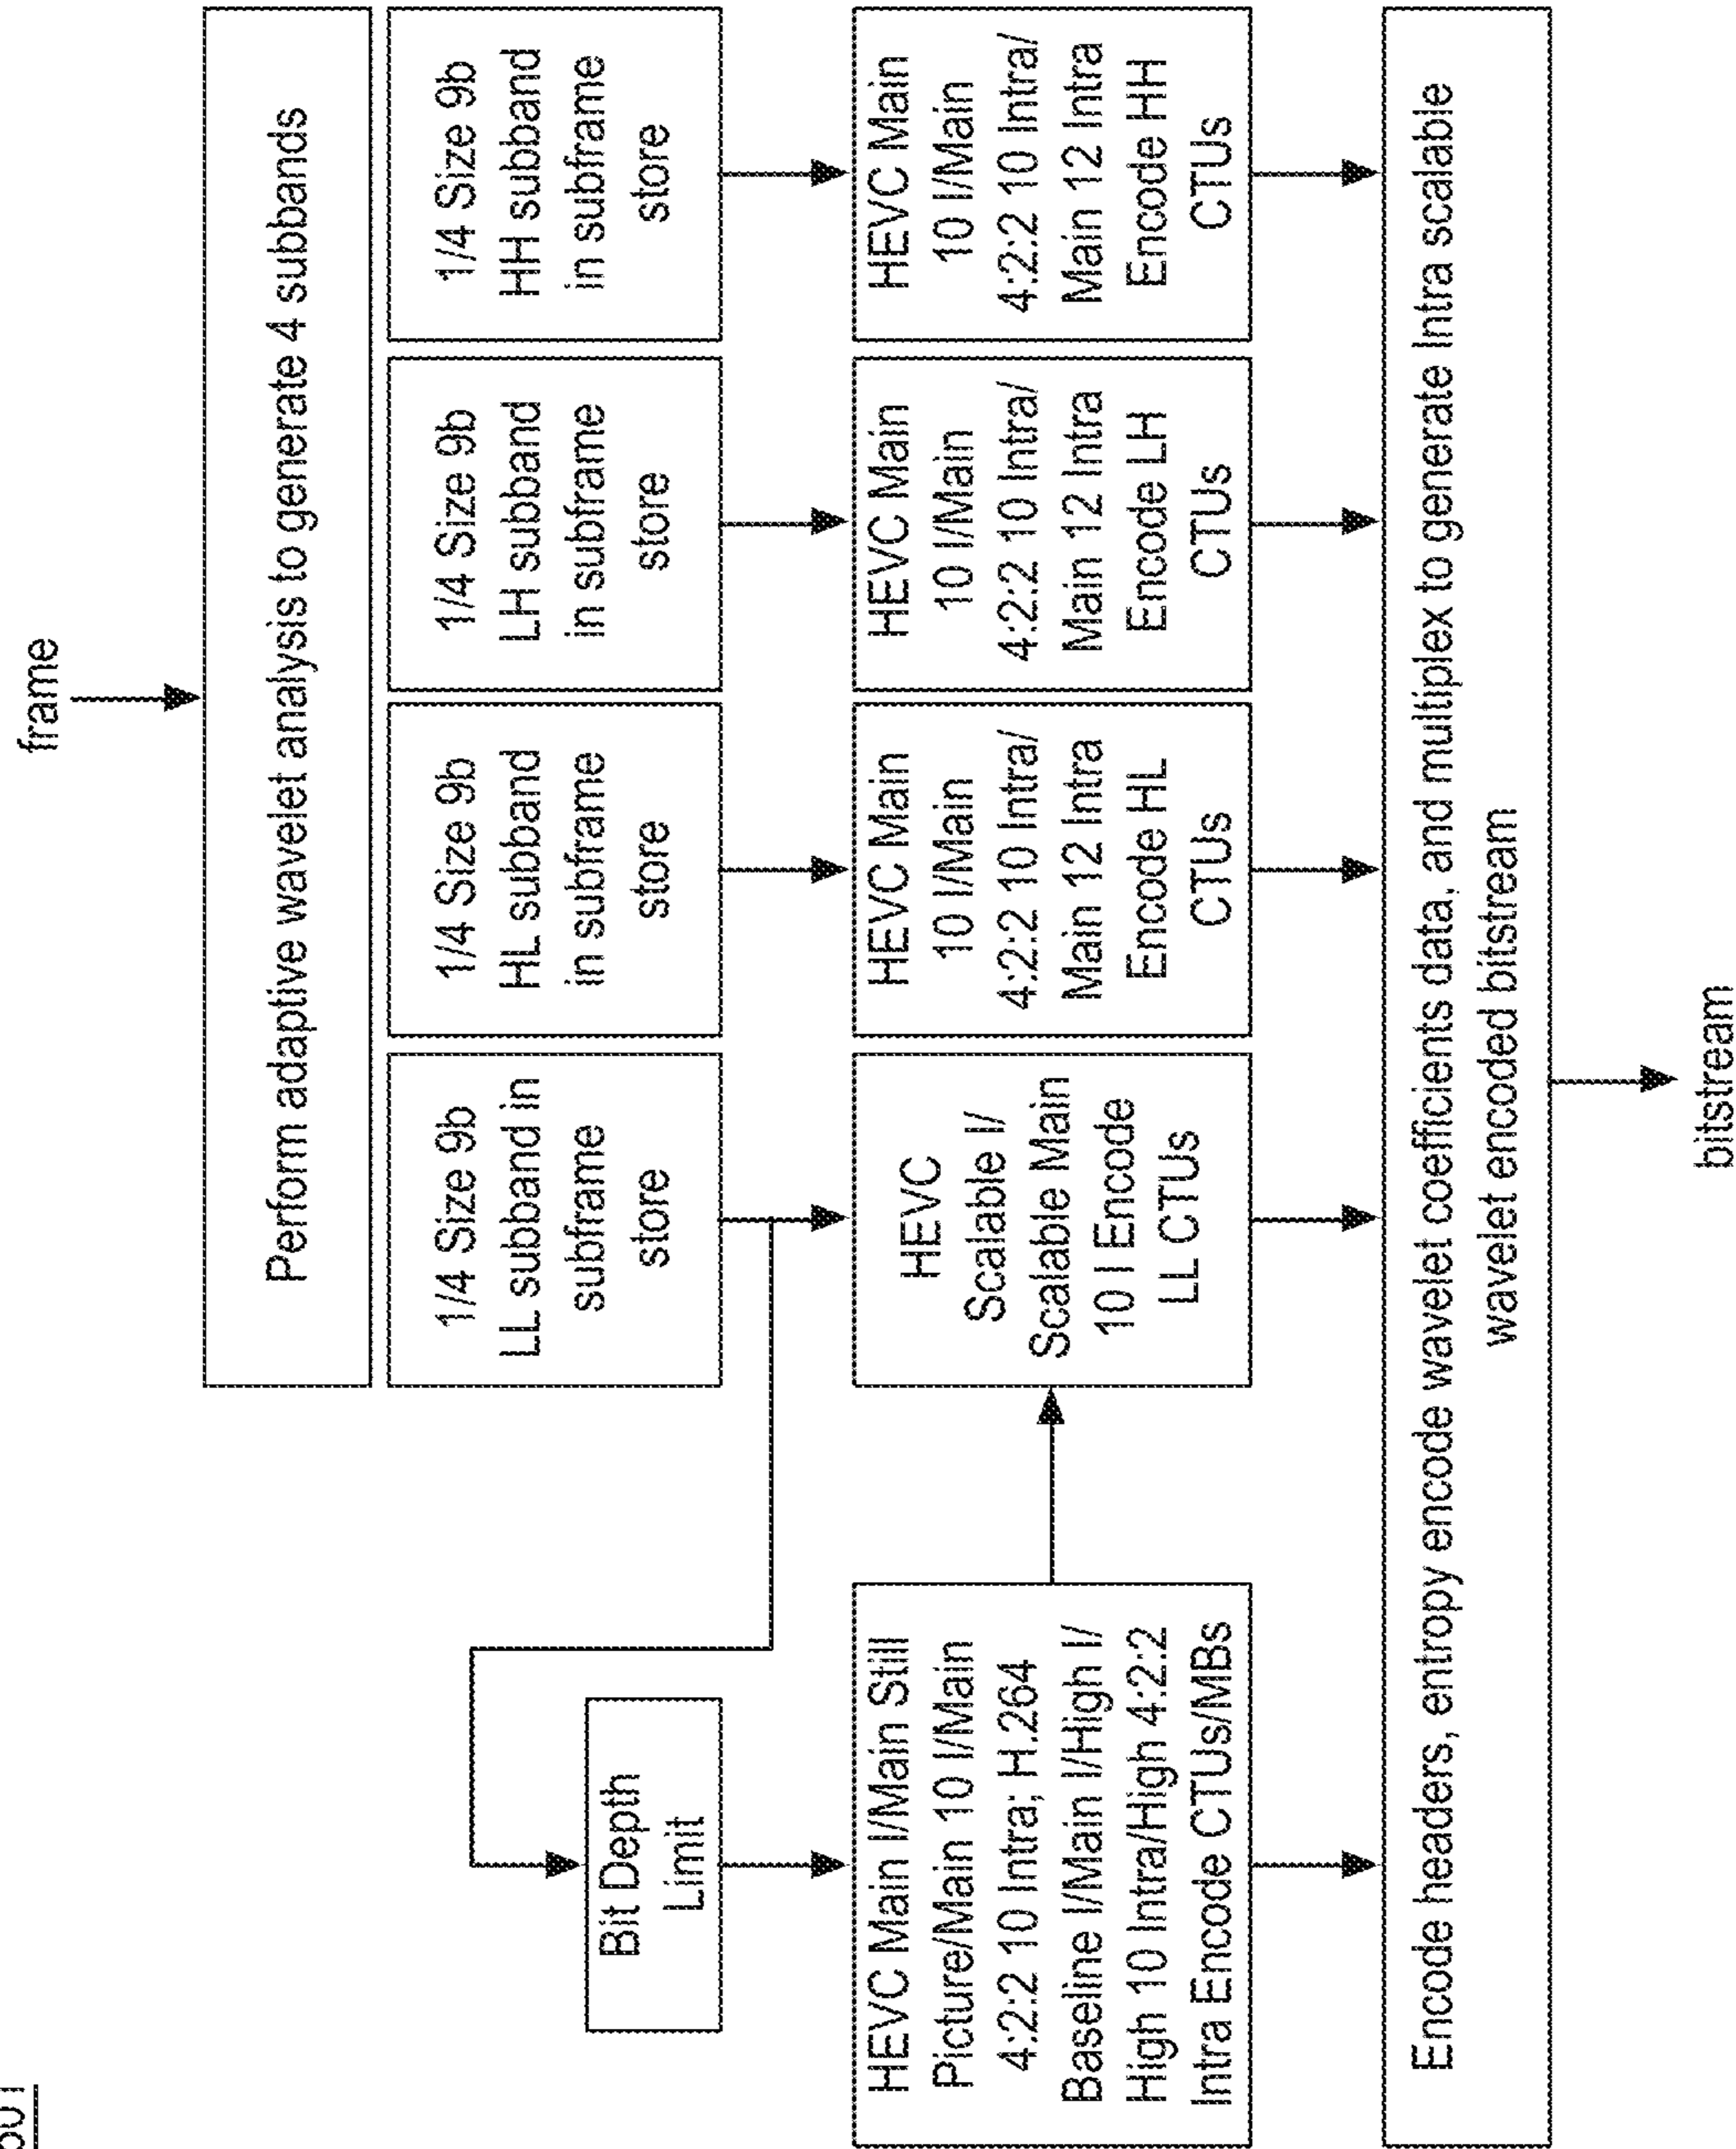 frame
Perform adaptive wavelet analysis to generate 4 subbands
1/4 Size 9b
LL subband in
subframe
store
1/4 Size 9b
HL subband
in subframe
store
1/4 Size 9b
LH subband
in subframe
store
1/4 Size 9b
HH subband
in subframe
store
Bit Depth
Limit
HEVC Main I/Main Still
Picture/Main 10 I/Main
4:2:2 10 Intra; H.264
Baseline I/Main I/High I/
High 10 Intra/High 4:2:2
Intra Encode CTUs/MBs
HEVC
Scalable I/
Scalable Main
10 I Encode
LL CTUs
HEVC Main
10 I/Main
4:2:2 10 Intra/
Main 12 Intra
Encode HL
CTUs
HEVC Main
10 I/Main
4:2:2 10 Intra/
Main 12 Intra
Encode LH
CTUs
HEVC Main
10 I/Main
4:2:2 10 Intra/
Main 12 Intra
Encode HH
CTUs
Encode headers, entropy encode wavelet coefficients data, and multiplex to generate Intra scalable
wavelet encoded bitstream
bitstream